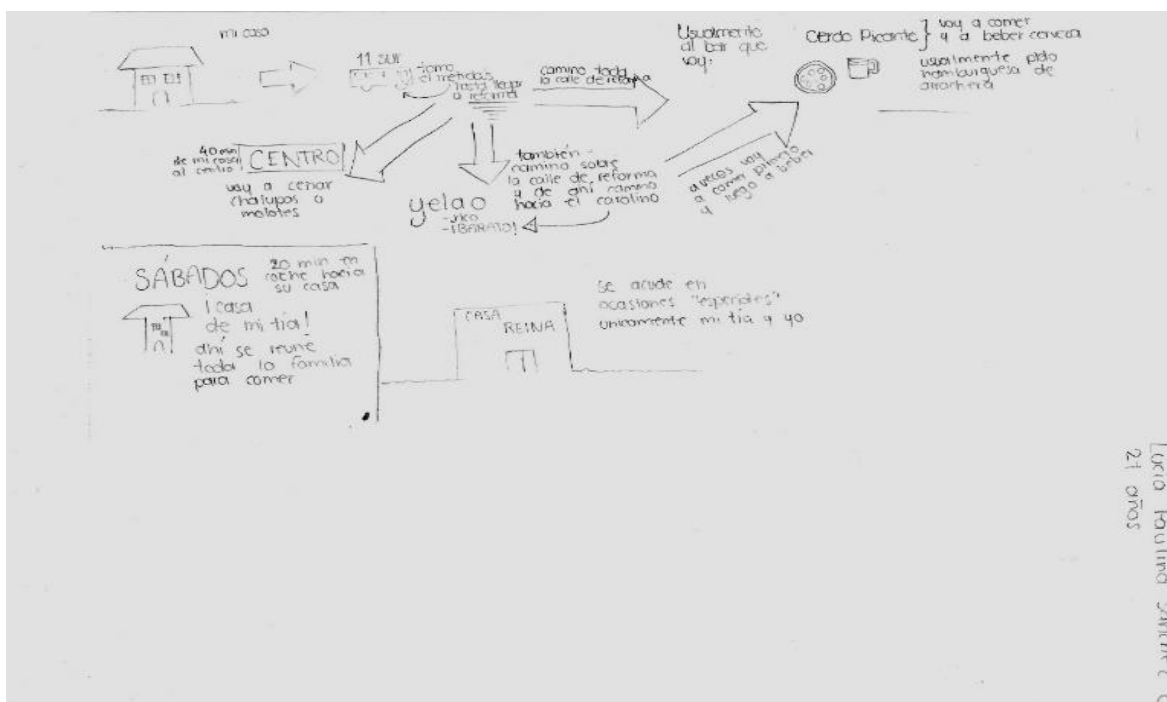 mi casa
11 sur
tomo
el metrobús
hasta llegar
a reforma
camino toda
la calle de reforma
Usualmente
al bar que
voy:
Cerdo Picante
voy a comer
y a beber cerveza
usualmente pido
hamburguesa de
arrachera
40 min
de mi casa
al centro
CENTRO
voy a cenar
chalupas o
molotes
yelao
-rico
-¡BARATO!
también
camino sobre
la calle de reforma
y de ahí camino
hacia el carolino
a veces voy
a comer primero
y luego a beber
SÁBADOS
20 min en
coche hacia
su casa
¡casa
de mi tía!
ahí se reune
toda la familia
para comer
CASA
REINA
se acude en
ocasiones "especiales"
unicamente mi tía y yo
21 años